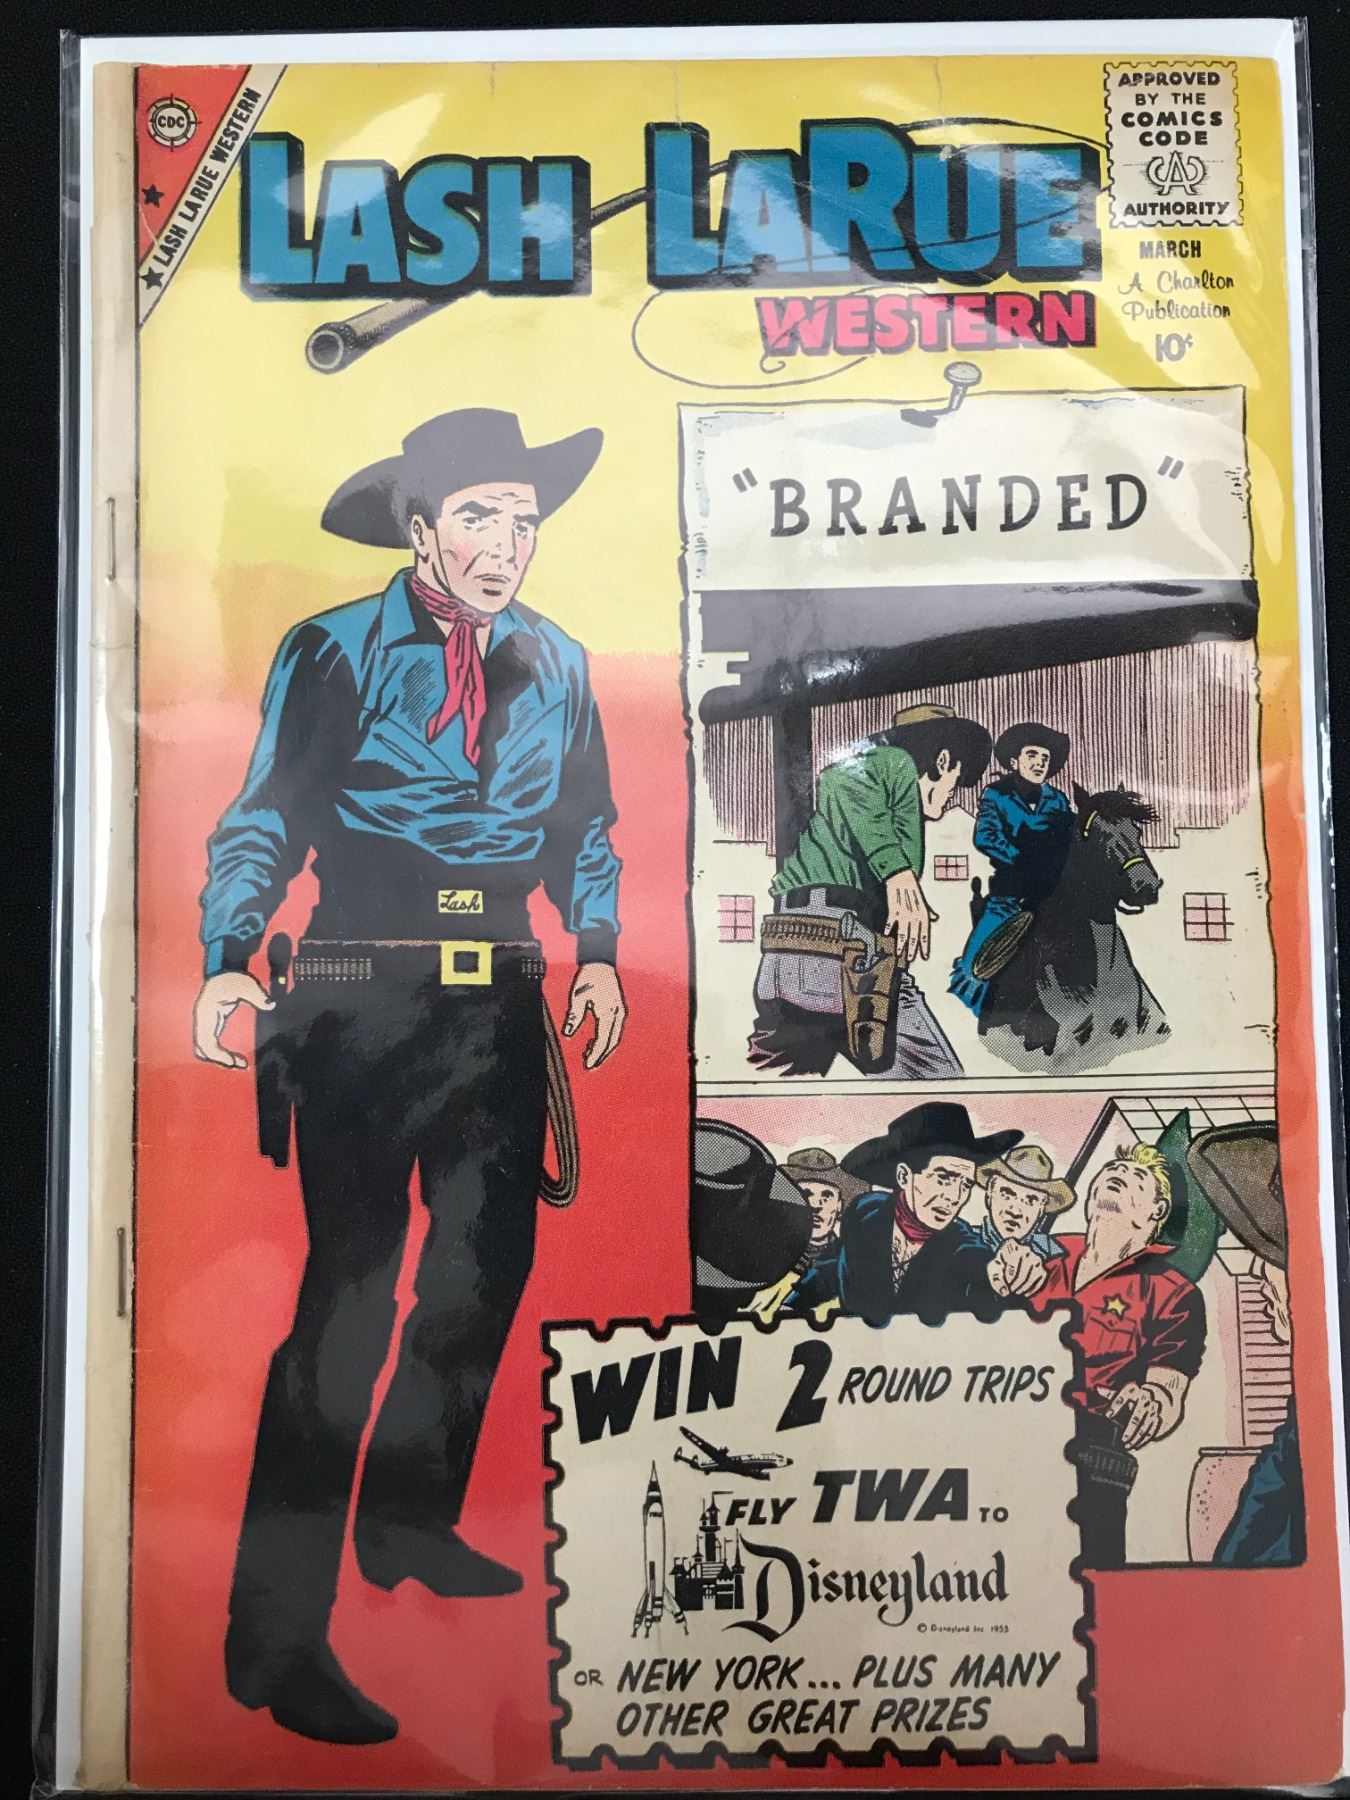 CDC
LASH LARUE WESTERN
LASH LARUE
WESTERN
APPROVED
BY THE
COMICS
CODE
CA
AUTHORITY
MARCH
A Charlton
Publication
10¢
"BRANDED"
Lash
WIN 2 ROUND TRIPS
FLY TWA TO
Disneyland
© Disneyland Inc 1955
OR NEW YORK... PLUS MANY
OTHER GREAT PRIZES